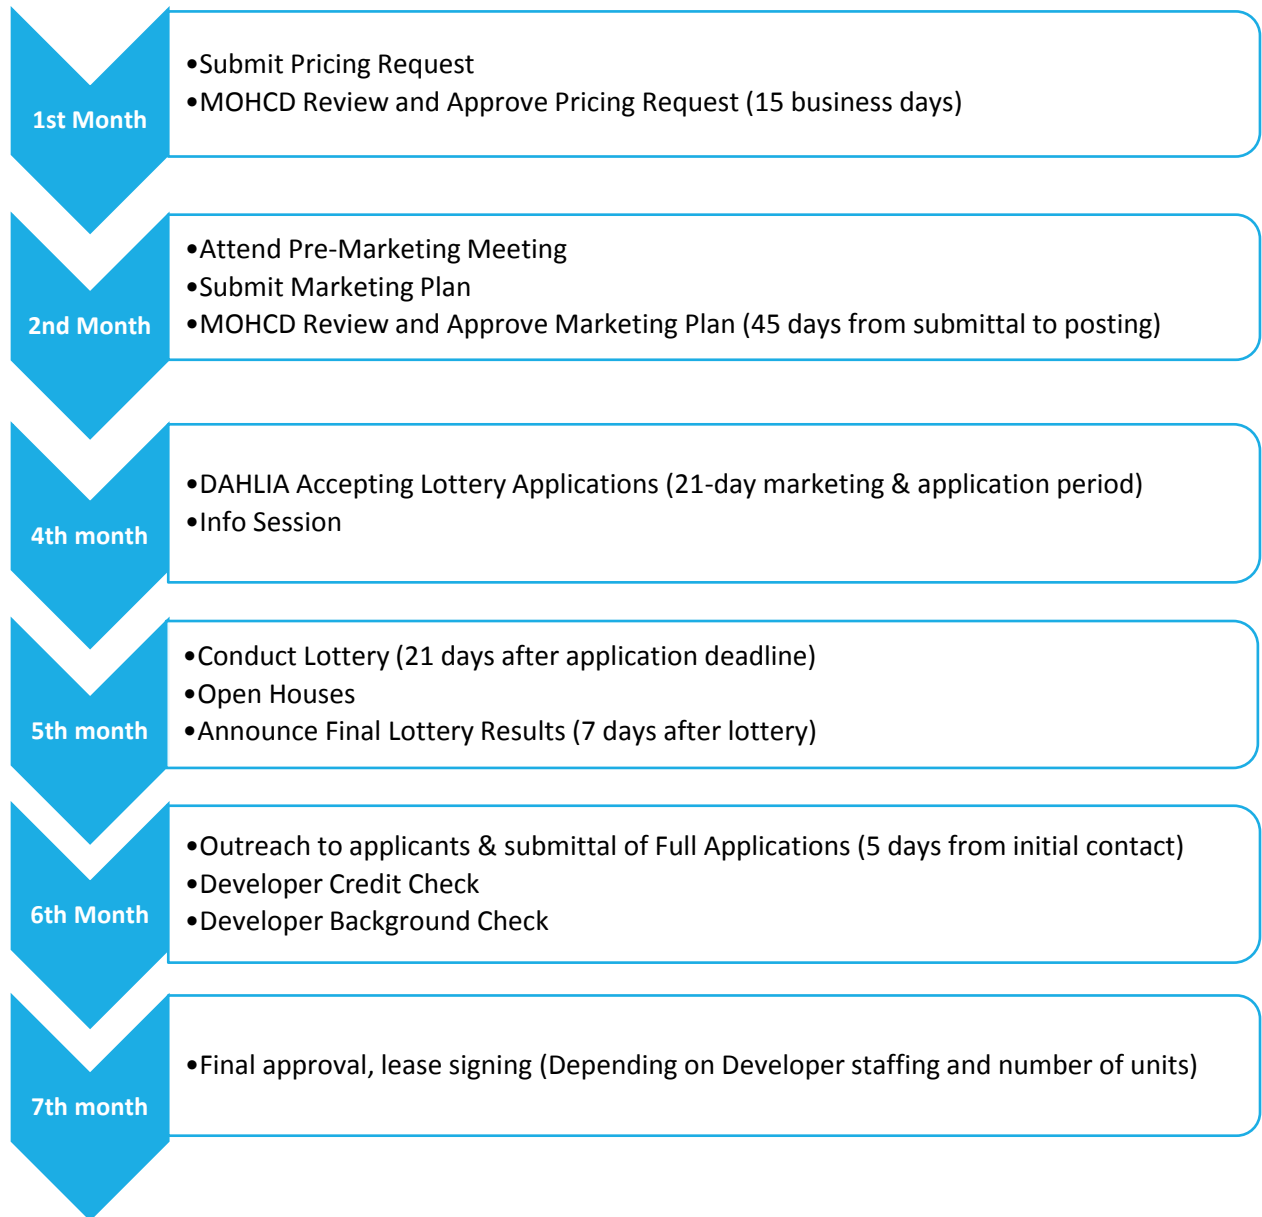 1st Month
•Submit Pricing Request
•MOHCD Review and Approve Pricing Request (15 business days)
2nd Month
•Attend Pre-Marketing Meeting
•Submit Marketing Plan
•MOHCD Review and Approve Marketing Plan (45 days from submittal to posting)
4th month
•DAHLIA Accepting Lottery Applications (21-day marketing & application period)
•Info Session
5th month
•Conduct Lottery (21 days after application deadline)
•Open Houses
•Announce Final Lottery Results (7 days after lottery)
6th Month
•Outreach to applicants & submittal of Full Applications (5 days from initial contact)
•Developer Credit Check
•Developer Background Check
7th month
•Final approval, lease signing (Depending on Developer staffing and number of units)